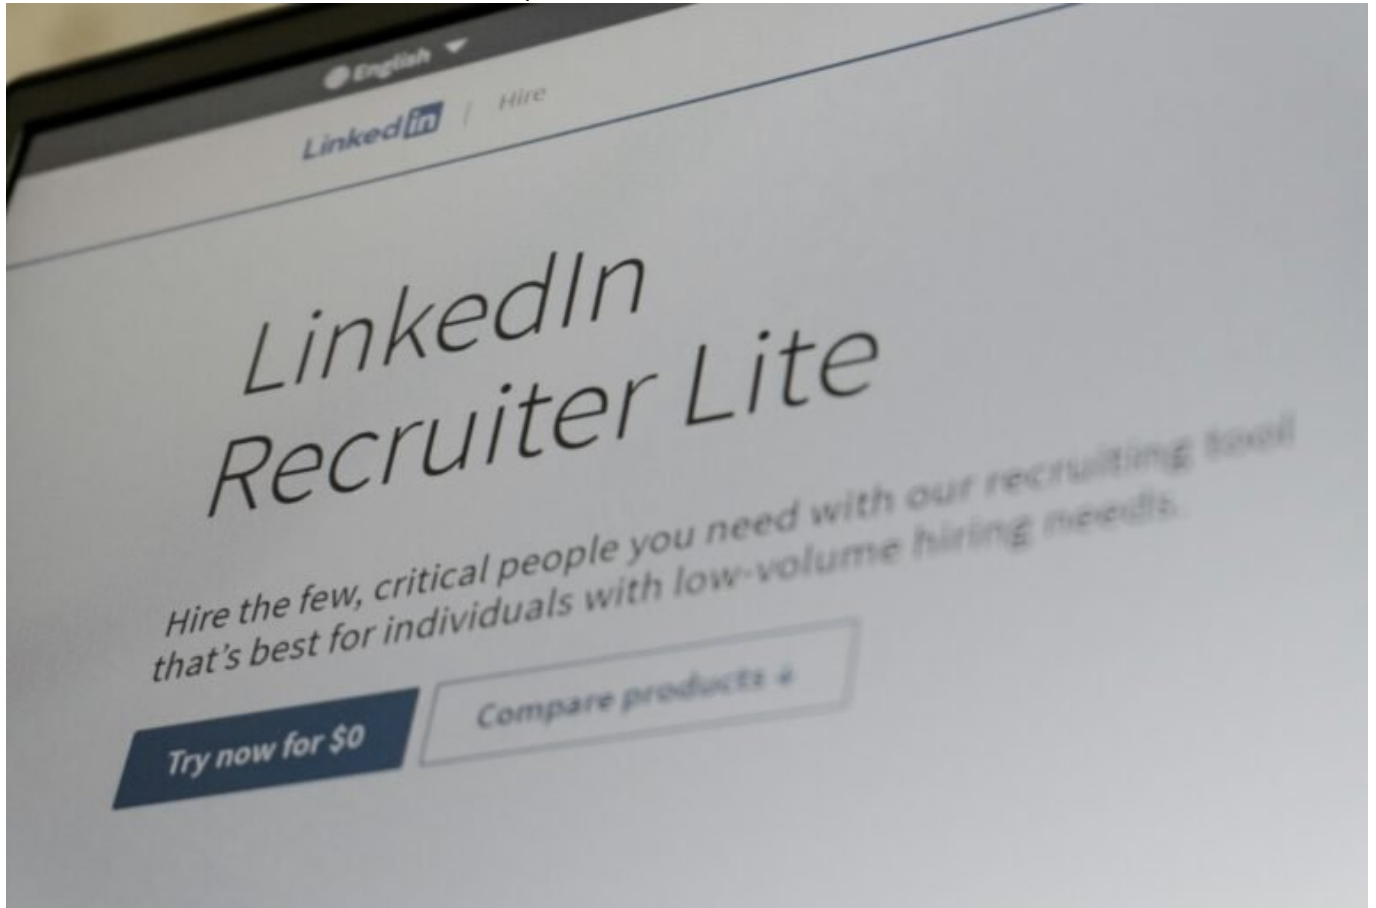 English
LinkedIn | Hire
LinkedIn
Recruiter Lite
Hire the few, critical people you need with our recruiting tool
that's best for individuals with low-volume hiring needs.
Try now for $0
Compare products ↓